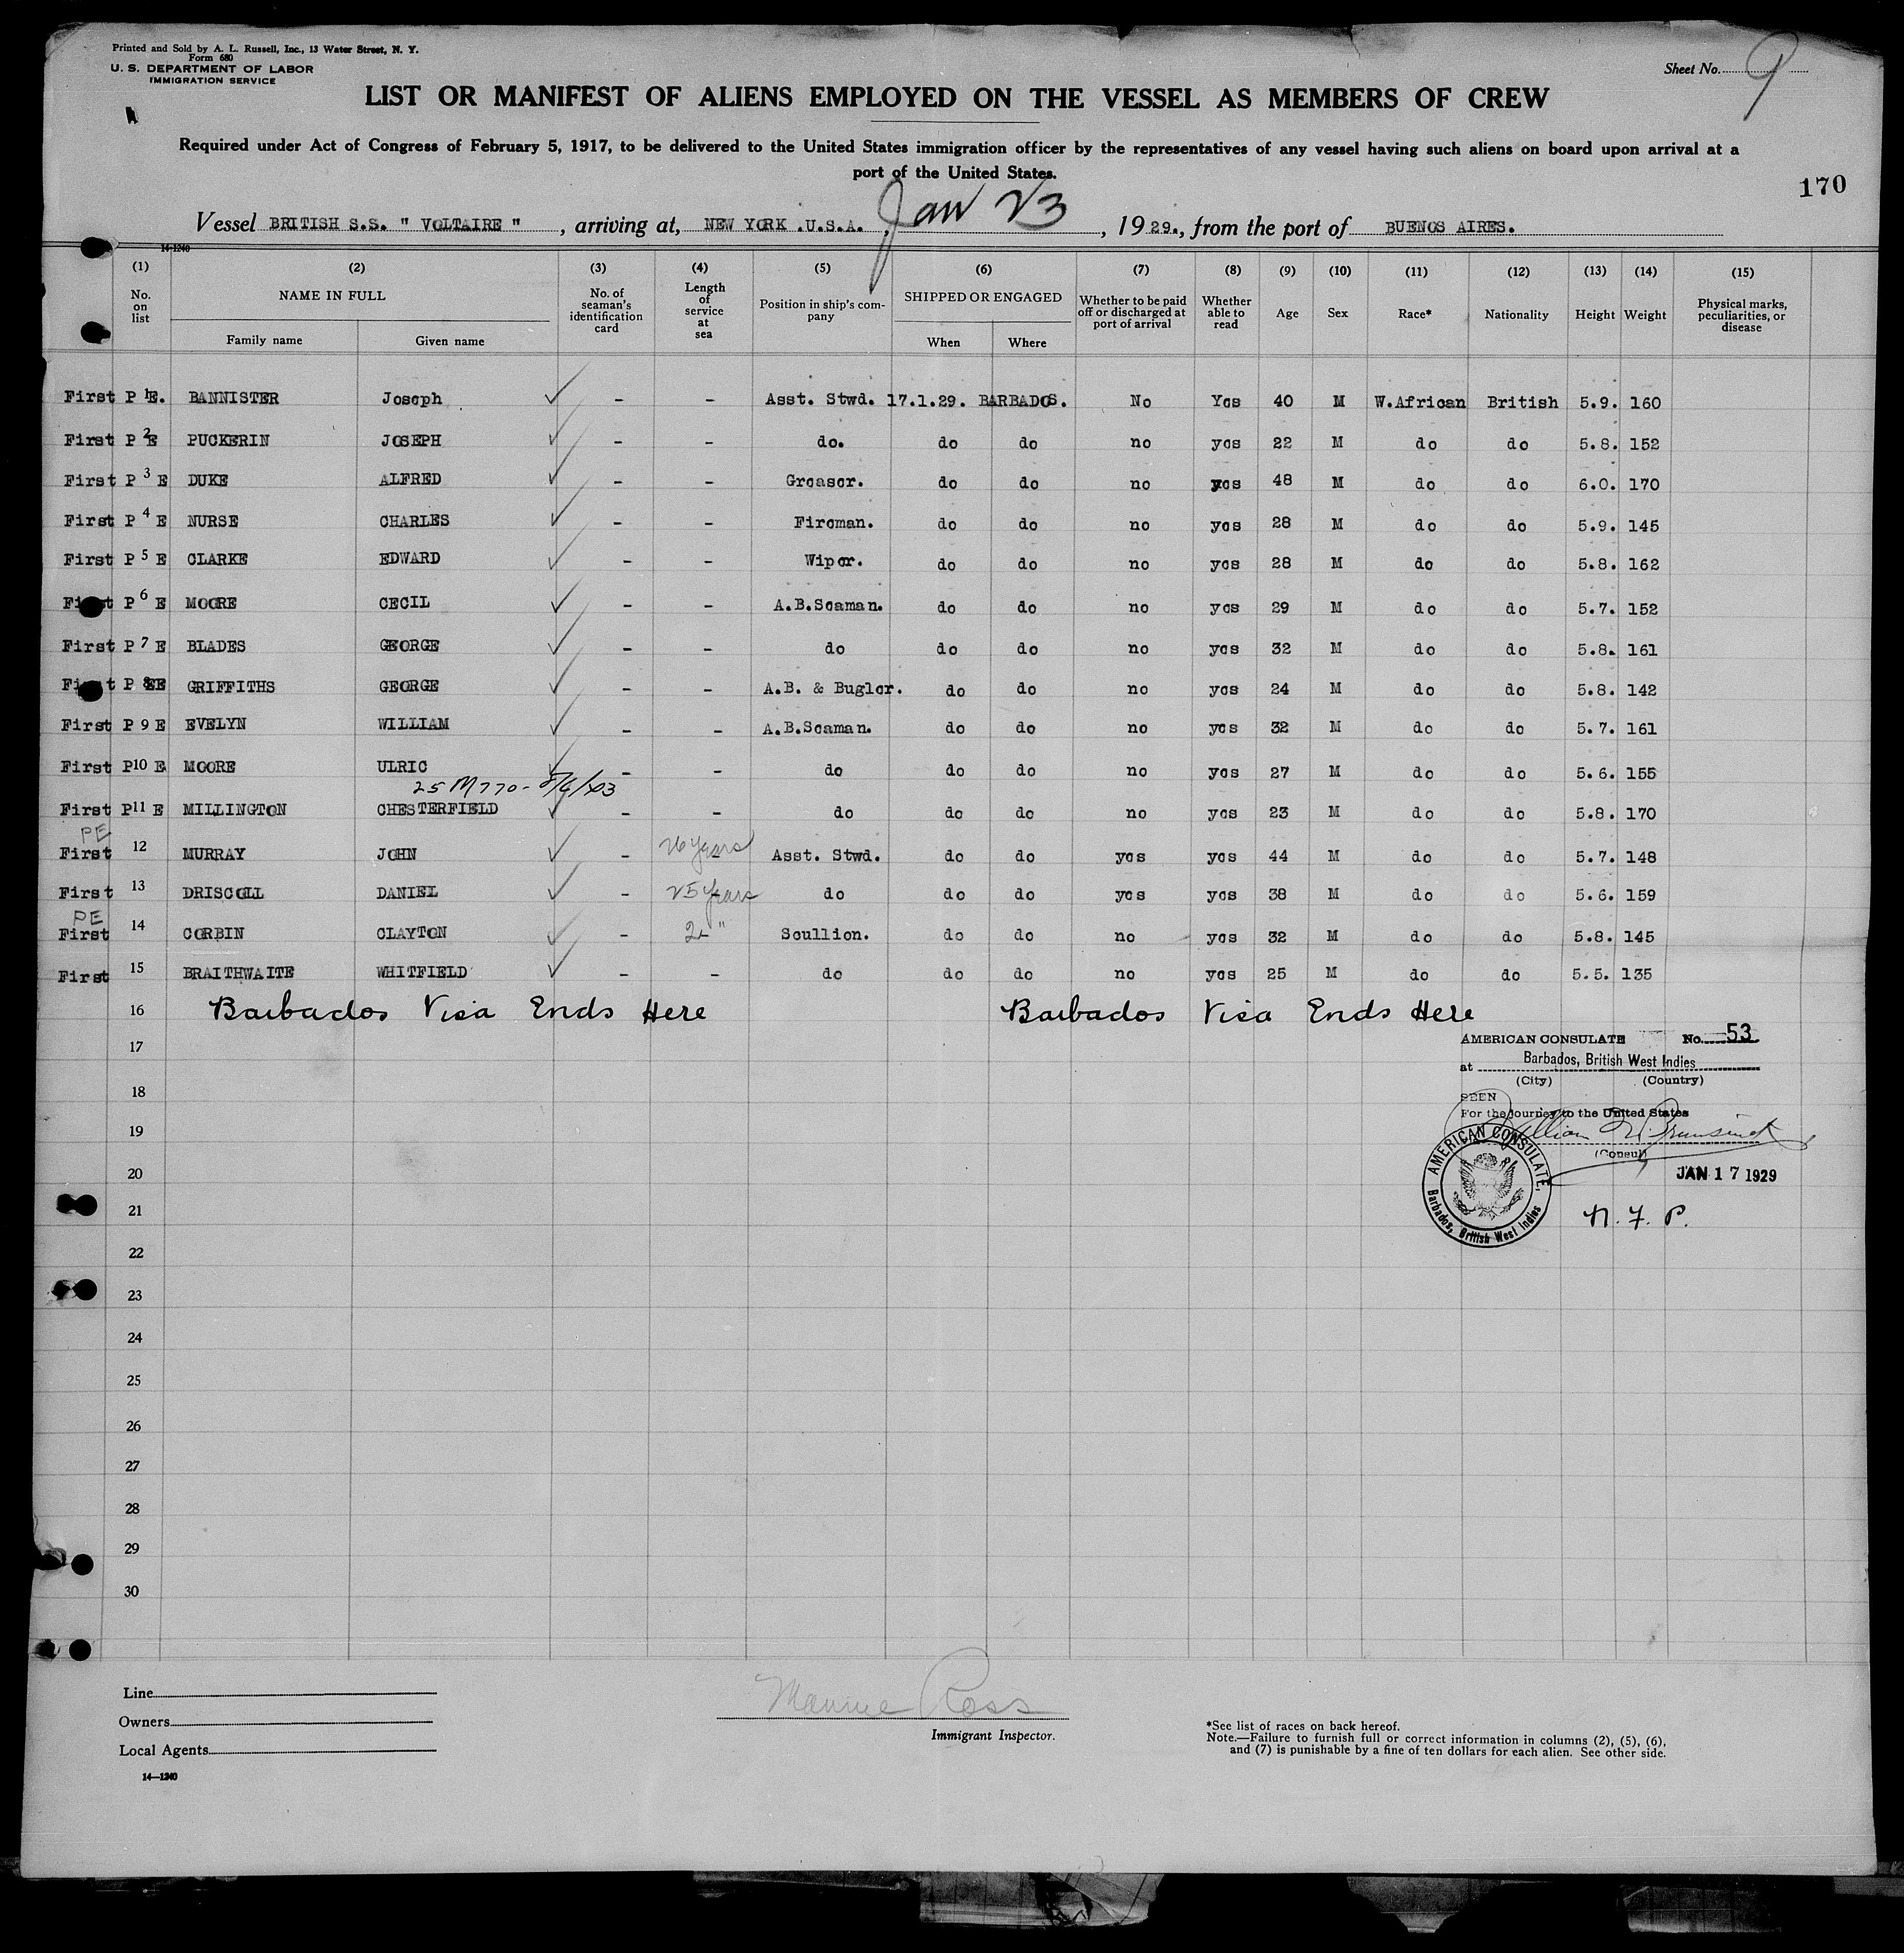 Printed and Sold by A. L. Russell, Inc., 13 Water Street, N. Y.
Form 680
U. S. DEPARTMENT OF LABOR
IMMIGRATION SERVICE
Sheet No. 9
LIST OR MANIFEST OF ALIENS EMPLOYED ON THE VESSEL AS MEMBERS OF CREW
Required under Act of Congress of February 5, 1917, to be delivered to the United States immigration officer by the representatives of any vessel having such aliens on board upon arrival at a
port of the United States.
170
Vessel BRITISH S.S. " VOLTAIRE " , arriving at, NEW YORK .U.S.A. , Jan 23 , 1929., from the port of BUENOS AIRES.
14-1240
(1) (2) (3) (4) (5) (6) (7) (8) (9) (10) (11) (12) (13) (14) (15)
No. on list NAME IN FULL No. of seaman's identification card Length of service at sea Position in ship's company SHIPPED OR ENGAGED Whether to be paid off or discharged at port of arrival Whether able to read Age Sex Race* Nationality Height Weight Physical marks, peculiarities, or disease
Family name Given name When Where
First P 1 E. BANNISTER Joseph ✓ - - Asst. Stwd. 17.1.29. BARBADOS. No Yes 40 M W.African British 5.9. 160
First P 2 E PUCKERIN JOSEPH ✓ - - do. do do no yes 22 M do do 5.8. 152
First P 3 E DUKE ALFRED ✓ - - Greaser. do do no yes 48 M do do 6.0. 170
First P 4 E NURSE CHARLES ✓ - - Fireman. do do no yes 28 M do do 5.9. 145
First P 5 E CLARKE EDWARD ✓ - - Wiper. do do no yes 28 M do do 5.8. 162
First P 6 E MOORE CECIL ✓ - - A.B.Seaman. do do no yes 29 M do do 5.7. 152
First P 7 E BLADES GEORGE ✓ - - do do do no yes 32 M do do 5.8. 161
First P 8 E GRIFFITHS GEORGE ✓ - - A.B. & Bugler. do do no yes 24 M do do 5.8. 142
First P 9 E EVELYN WILLIAM ✓ - - A.B.Seaman. do do no yes 32 M do do 5.7. 161
First P 10 E MOORE ULRIC ✓ - - do do do no yes 27 M do do 5.6. 155
25 M 770 -
First P 11 E MILLINGTON CHESTERFIELD ✓ - - do do do no yes 23 M do do 5.8. 170
PE
First 12 MURRAY JOHN ✓ - 26 years Asst. Stwd. do do yes yes 44 M do do 5.7. 148
First 13 DRISCOLL DANIEL ✓ - 25 years do do do yes yes 38 M do do 5.6. 159
PE
First 14 CORBIN CLAYTON ✓ - 2 " Scullion. do do no yes 32 M do do 5.8. 145
First 15 BRAITHWAITE WHITFIELD ✓ - - do do do no yes 25 M do do 5.5. 135
16 Barbados Visa Ends Here Barbados Visa Ends Here
17
18
19
20
21
22
23
24
25
26
27
28
29
30
AMERICAN CONSULATE No. 53
at Barbados, British West Indies
(City) (Country)
SEEN
For the journey to the United States
William
(Consul)
AMERICAN CONSULATE, Barbados, British West Indies
JAN 17 1929
N. F. P.
Line
Owners
Local Agents
14—1240
Ross
Immigrant Inspector.
*See list of races on back hereof.
Note.—Failure to furnish full or correct information in columns (2), (5), (6),
and (7) is punishable by a fine of ten dollars for each alien. See other side.